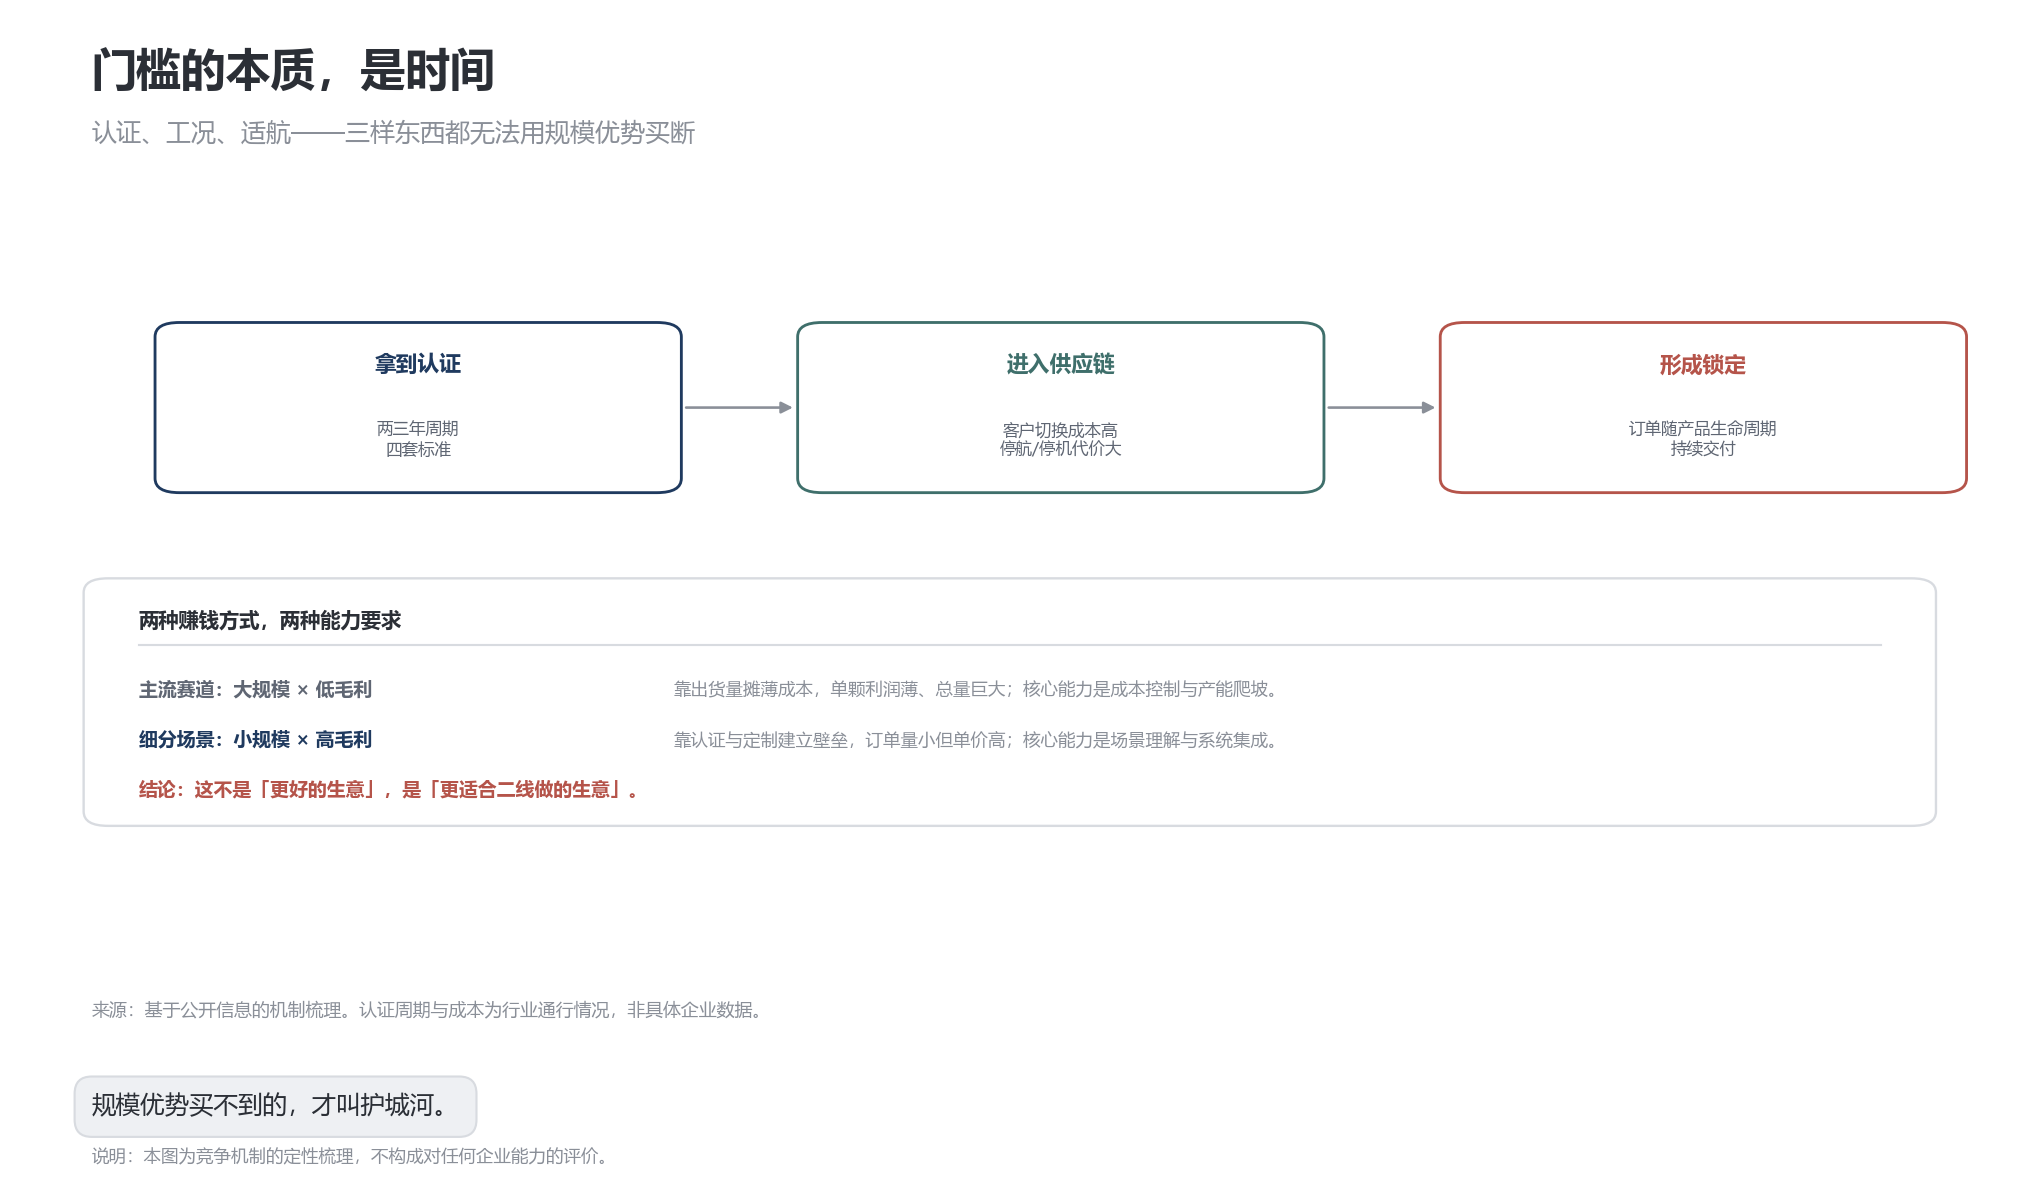 门槛的本质，是时间
认证、工况、适航——三样东西都无法用规模优势买断
拿到认证
两三年周期
四套标准
进入供应链
客户切换成本高
停航/停机代价大
形成锁定
订单随产品生命周期
持续交付
两种赚钱方式，两种能力要求
主流赛道：大规模 × 低毛利
靠出货量摊薄成本，单颗利润薄、总量巨大；核心能力是成本控制与产能爬坡。
细分场景：小规模 × 高毛利
靠认证与定制建立壁垒，订单量小但单价高；核心能力是场景理解与系统集成。
结论：这不是「更好的生意」，是「更适合二线做的生意」。
来源：基于公开信息的机制梳理。认证周期与成本为行业通行情况，非具体企业数据。
规模优势买不到的，才叫护城河。
说明：本图为竞争机制的定性梳理，不构成对任何企业能力的评价。